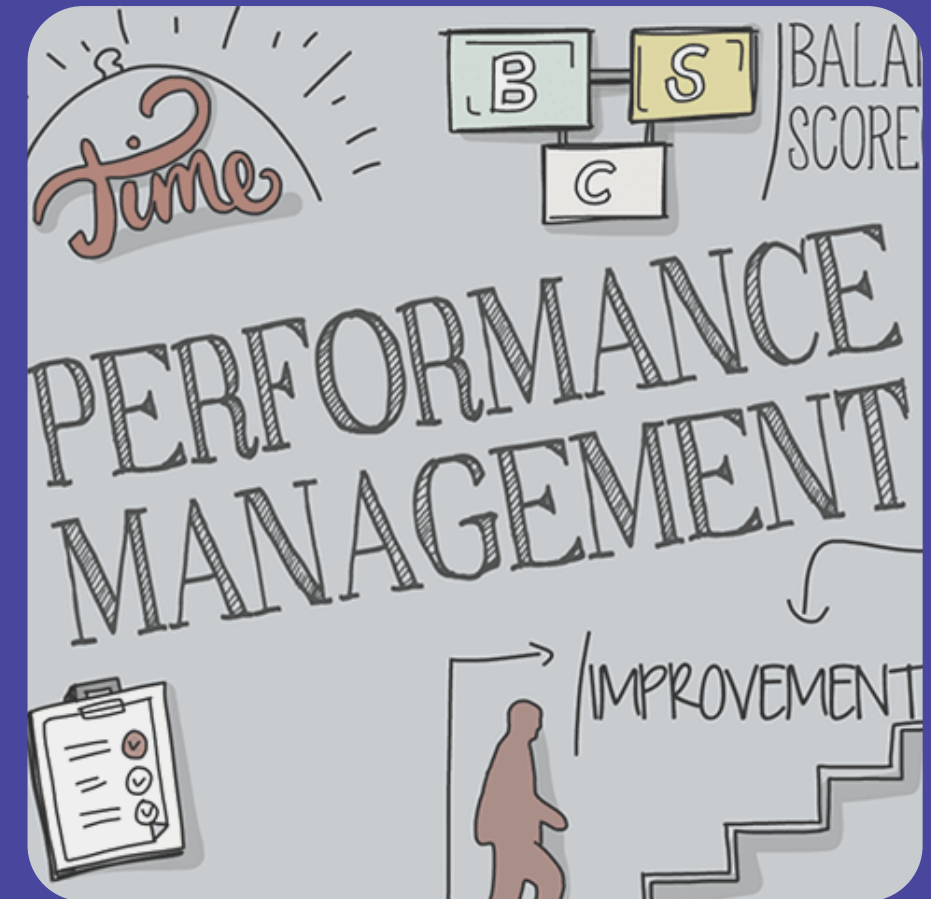 Time
B S
C
BALA
SCORE
PERFORMANCE
MANAGEMENT
IMPROVEMENT